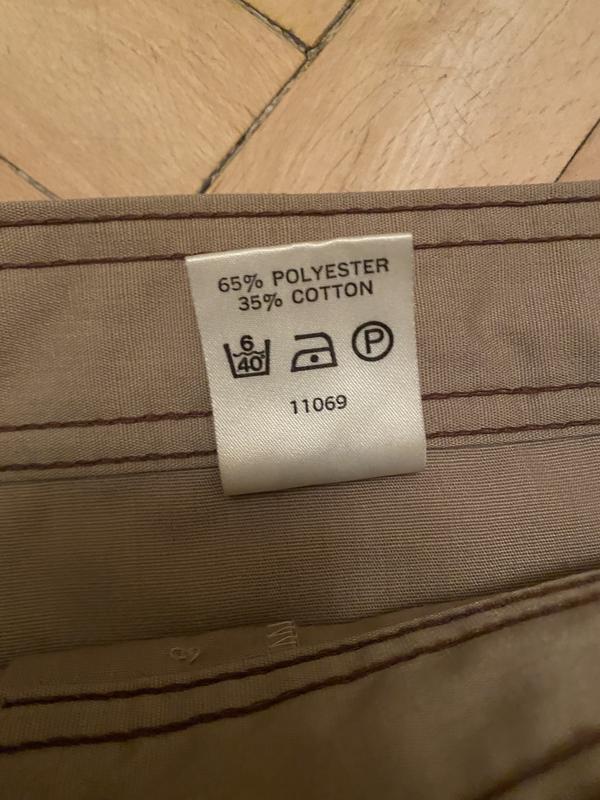 65% POLYESTER
35% COTTON
6
40° P
11069